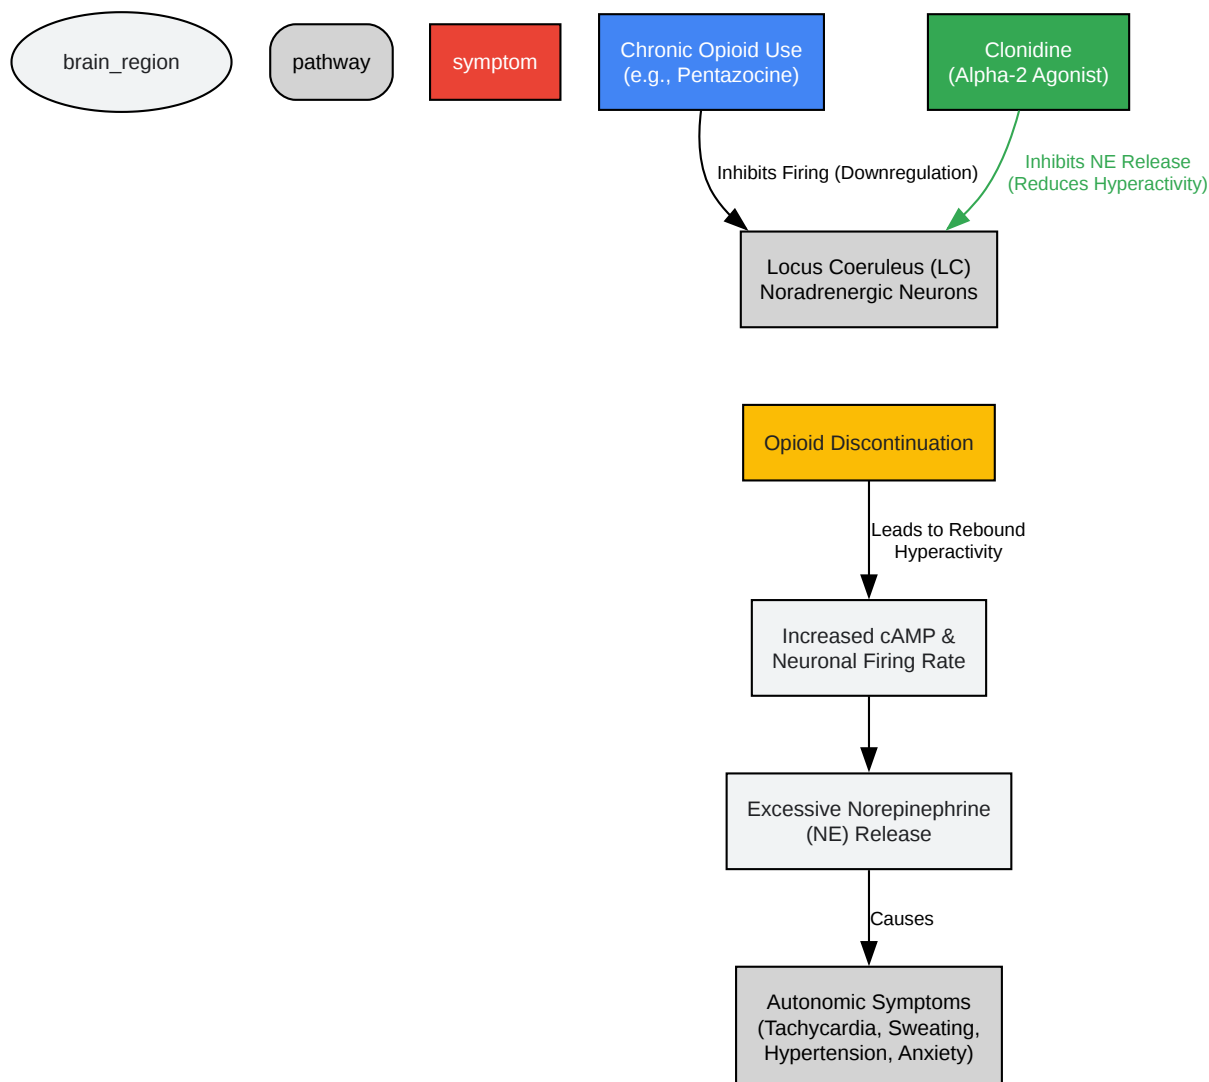 brain_region
pathway
symptom
Chronic Opioid Use
(e.g., Pentazocine)
Clonidine
(Alpha-2 Agonist)
Inhibits Firing (Downregulation)
Inhibits NE Release
(Reduces Hyperactivity)
Locus Coeruleus (LC)
Noradrenergic Neurons
Opioid Discontinuation
Leads to Rebound
Hyperactivity
Increased cAMP &
Neuronal Firing Rate
Excessive Norepinephrine
(NE) Release
Causes
Autonomic Symptoms
(Tachycardia, Sweating,
Hypertension, Anxiety)